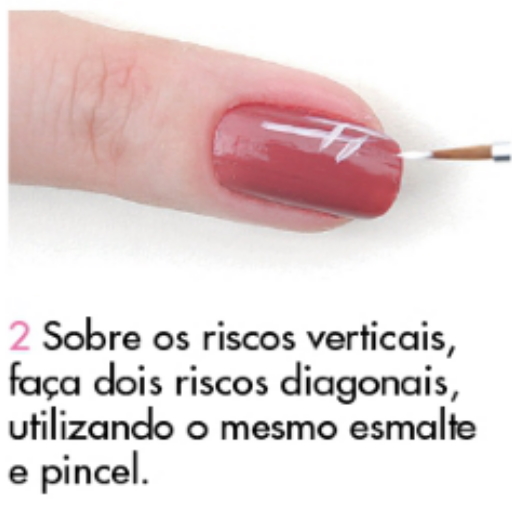 2 Sobre os riscos verticais,
faça dois riscos diagonais,
utilizando o mesmo esmalte
e pincel.